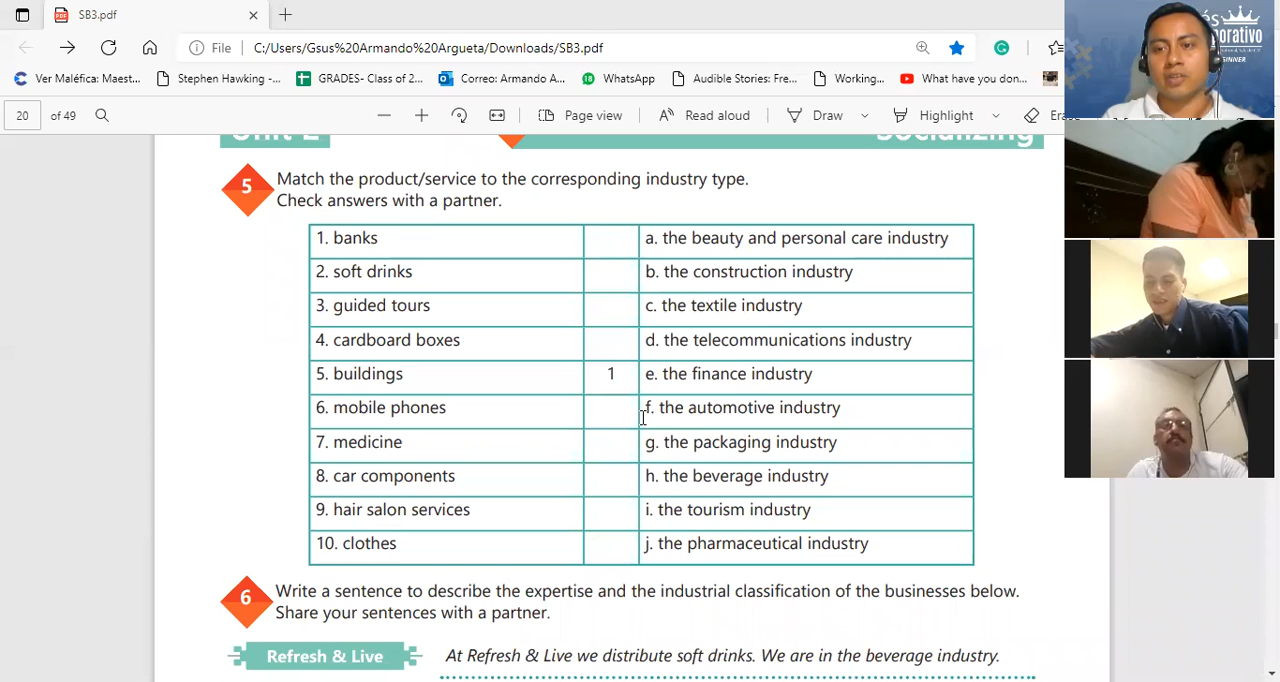 SB3.pdf
File C:/Users/Gsus%20Armando%20Argueta/Downloads/SB3.pdf
Ver Maléfica: Maest... Stephen Hawking -... GRADES- Class of 2... Correo: Armando A... WhatsApp Audible Stories: Fre... Working... What have you don...
20 of 49 Page view Read aloud Draw Highlight
Unit 2 Socializing
5 Match the product/service to the corresponding industry type.
Check answers with a partner.
1. banks a. the beauty and personal care industry
2. soft drinks b. the construction industry
3. guided tours c. the textile industry
4. cardboard boxes d. the telecommunications industry
5. buildings 1 e. the finance industry
6. mobile phones f. the automotive industry
7. medicine g. the packaging industry
8. car components h. the beverage industry
9. hair salon services i. the tourism industry
10. clothes j. the pharmaceutical industry
6 Write a sentence to describe the expertise and the industrial classification of the businesses below.
Share your sentences with a partner.
Refresh & Live At Refresh & Live we distribute soft drinks. We are in the beverage industry.